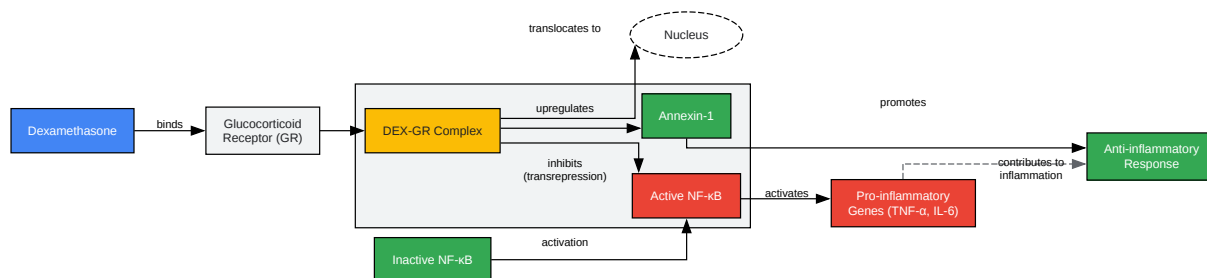 translocates to
Nucleus
Dexamethasone
binds
Glucocorticoid
Receptor (GR)
DEX-GR Complex
upregulates
Annexin-1
promotes
inhibits
(transrepression)
Active NF-κB
activates
Pro-inflammatory
Genes (TNF-α, IL-6)
contributes to
inflammation
Anti-inflammatory
Response
Inactive NF-κB
activation